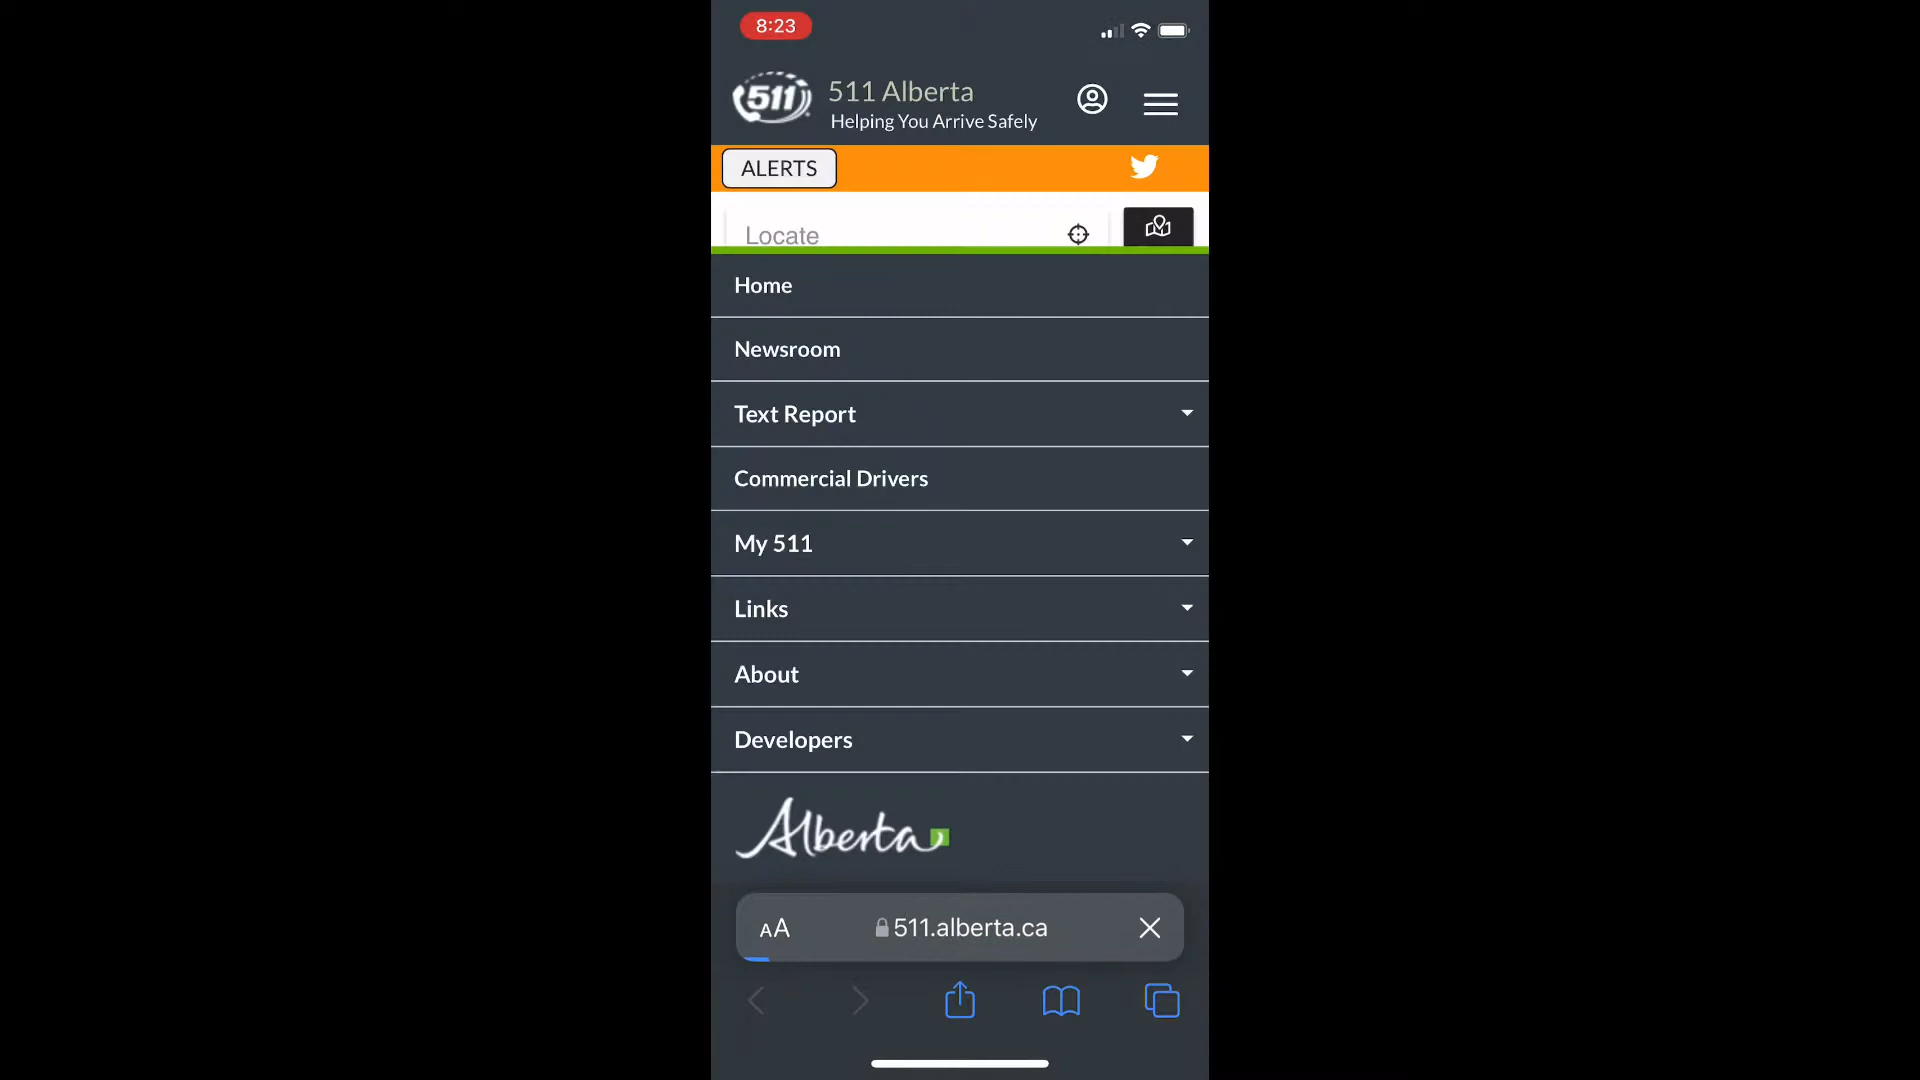 8:23
511
511 Alberta
Helping You Arrive Safely
ALERTS
Locate
Home
Newsroom
Text Report
Commercial Drivers
My 511
Links
About
Developers
Alberta
AA
511.alberta.ca